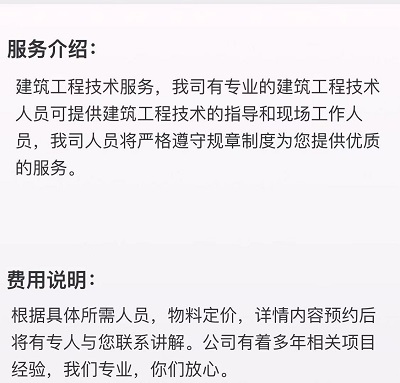 服务介绍：
建筑工程技术服务，我司有专业的建筑工程技术
人员可提供建筑工程技术的指导和现场工作人
员，我司人员将严格遵守规章制度为您提供优质
的服务。
费用说明：
根据具体所需人员，物料定价，详情内容预约后
将有专人与您联系讲解。公司有着多年相关项目
经验，我们专业，你们放心。